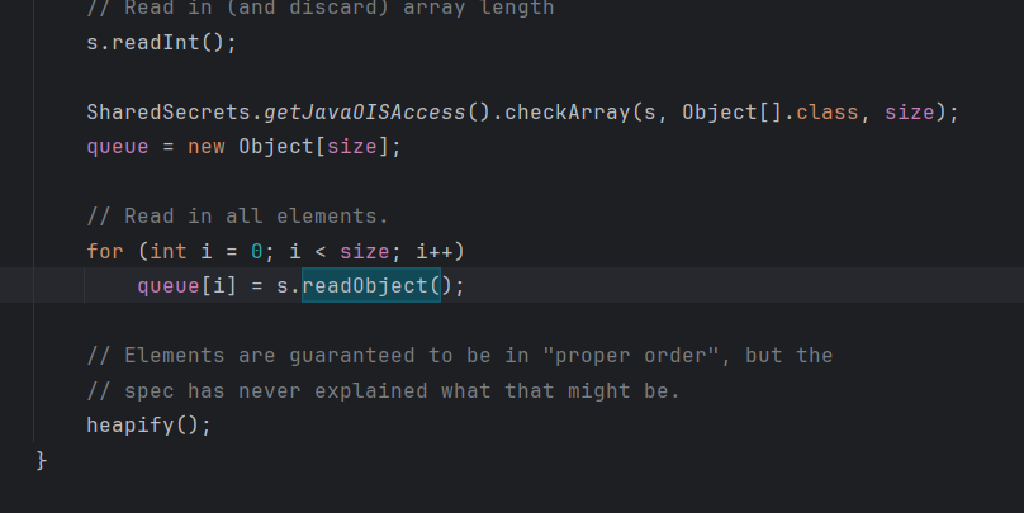 // Read in (and discard) array length
s.readInt();
SharedSecrets.getJavaOISAccess().checkArray(s, Object[].class, size);
queue = new Object[size];
// Read in all elements.
for (int i = 0; i < size; i++)
queue[i] = s.readObject();
// Elements are guaranteed to be in "proper order", but the
// spec has never explained what that might be.
heapify();
}